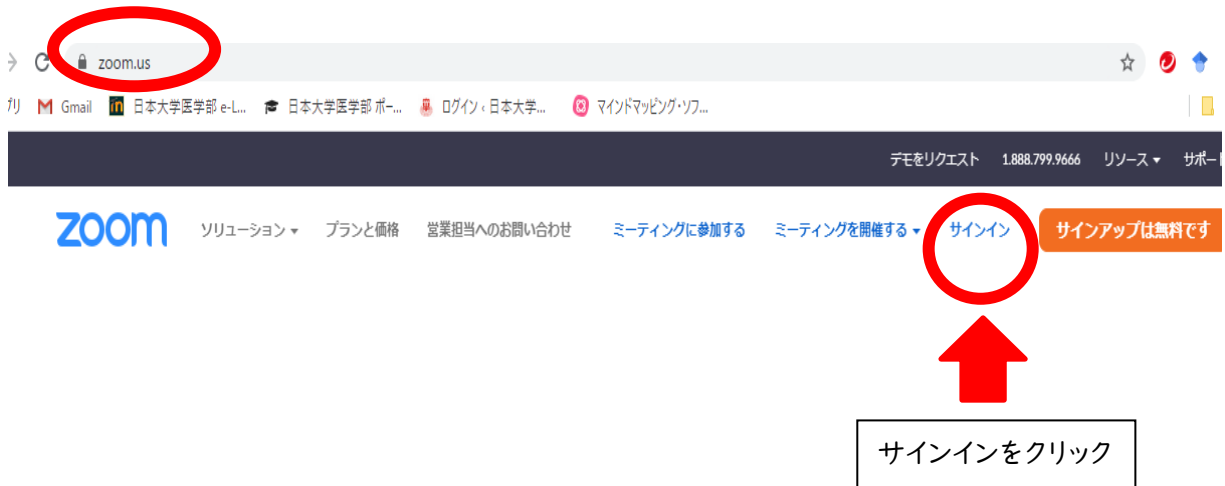 zoom.us
プリ Gmail 日本大学医学部 e-L... 日本大学医学部 ポー... ログイン ‹ 日本大学... マインドマッピング・ソフ...
デモをリクエスト 1.888.799.9666 リソース サポート
zoom ソリューション プランと価格 営業担当へのお問い合わせ ミーティングに参加する ミーティングを開催する サインイン サインアップは無料です
サインインをクリック